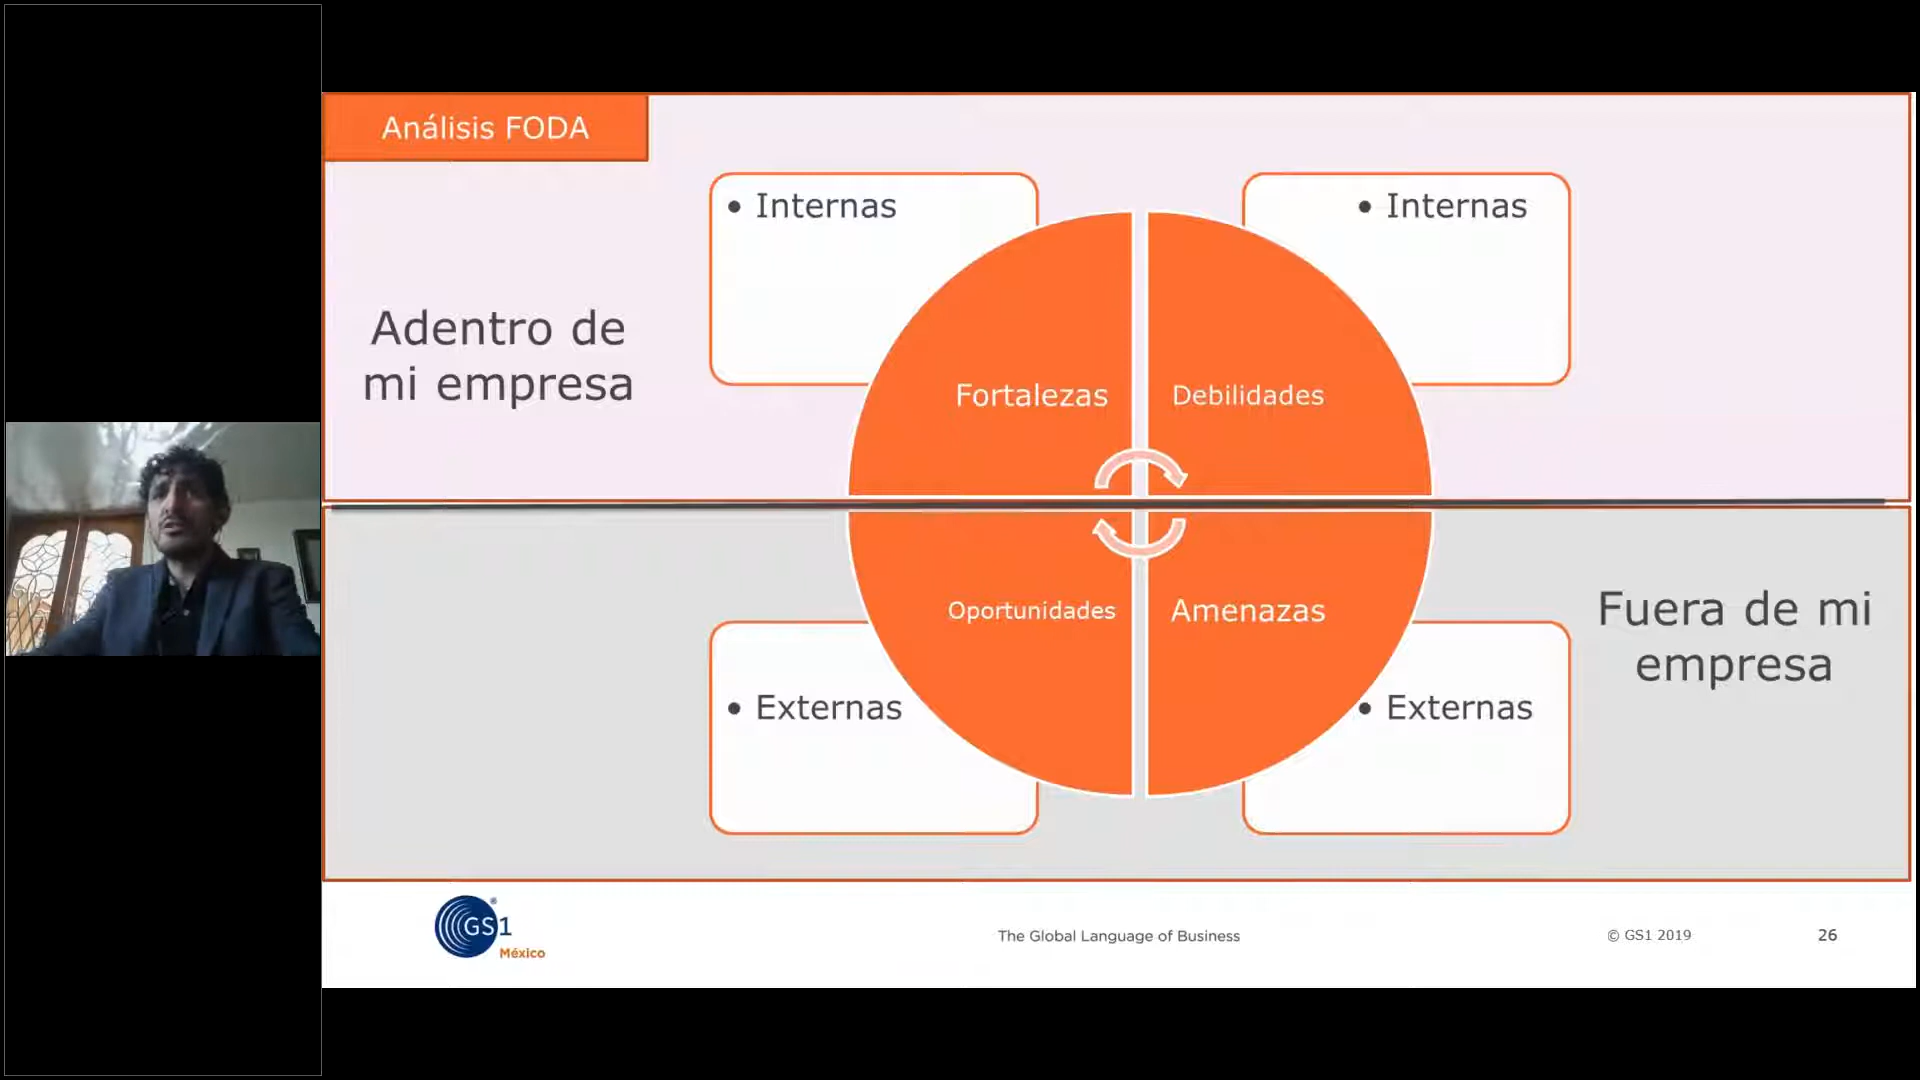 Análisis FODA
• Internas
• Internas
Adentro de
mi empresa
Fortalezas
Debilidades
Oportunidades
Amenazas
Fuera de mi
empresa
• Externas
• Externas
GS1
®
México
The Global Language of Business
© GS1 2019
26